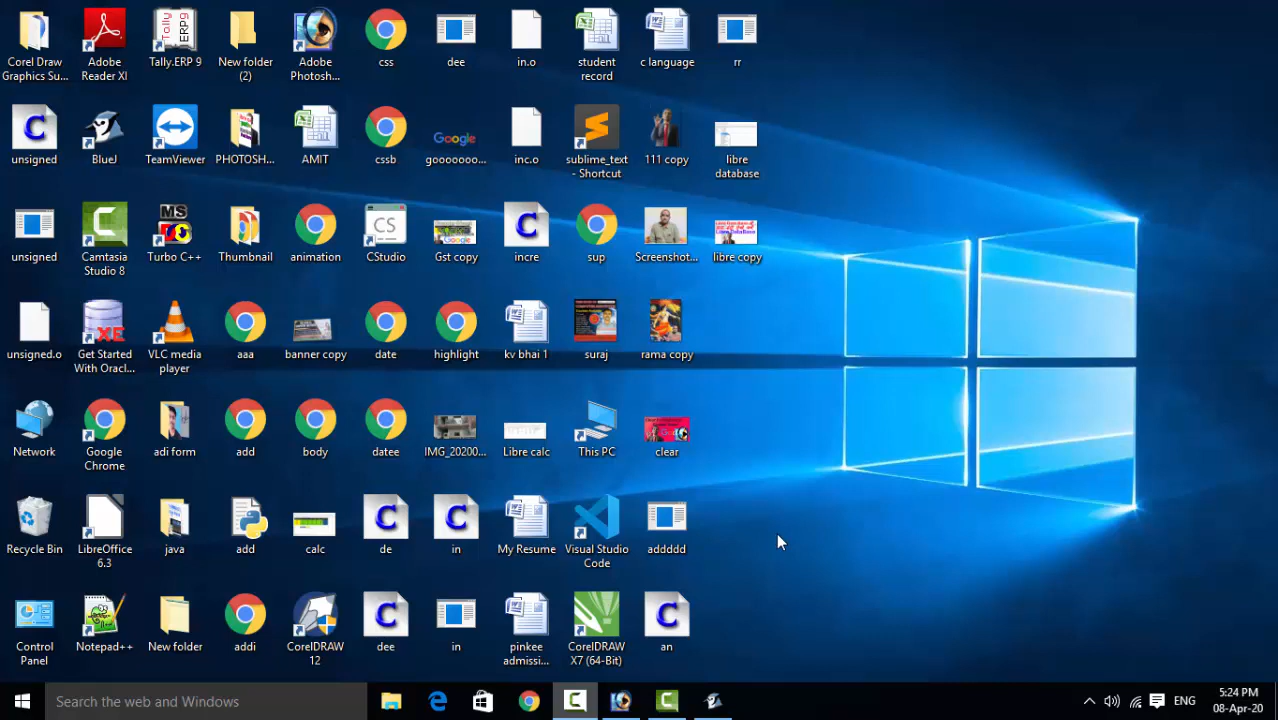 Corel Draw
Graphics Su...
Adobe
Reader XI
Tally.ERP 9
New folder
(2)
Adobe
Photosh...
css
dee
in.o
student
record
c language
rr
unsigned
BlueJ
TeamViewer
PHOTOSH...
AMIT
cssb
Google
gooooooo...
inc.o
sublime_text
- Shortcut
111 copy
libre
database
unsigned
Camtasia
Studio 8
MS
Turbo C++
Thumbnail
animation
CS
CStudio
Gst copy
incre
sup
Screenshot...
libre copy
unsigned.o
XE
Get Started
With Oracl...
VLC media
player
aaa
banner copy
date
highlight
kv bhai 1
suraj
rama copy
Network
Google
Chrome
adi form
add
body
datee
IMG_20200...
Libre calc
This PC
clear
Recycle Bin
LibreOffice
6.3
java
add
calc
de
in
My Resume
Visual Studio
Code
addddd
Control
Panel
Notepad++
New folder
addi
CorelDRAW
12
dee
in
pinkee
admissi...
CorelDRAW
X7 (64-Bit)
an
Search the web and Windows
ENG
5:24 PM
08-Apr-20